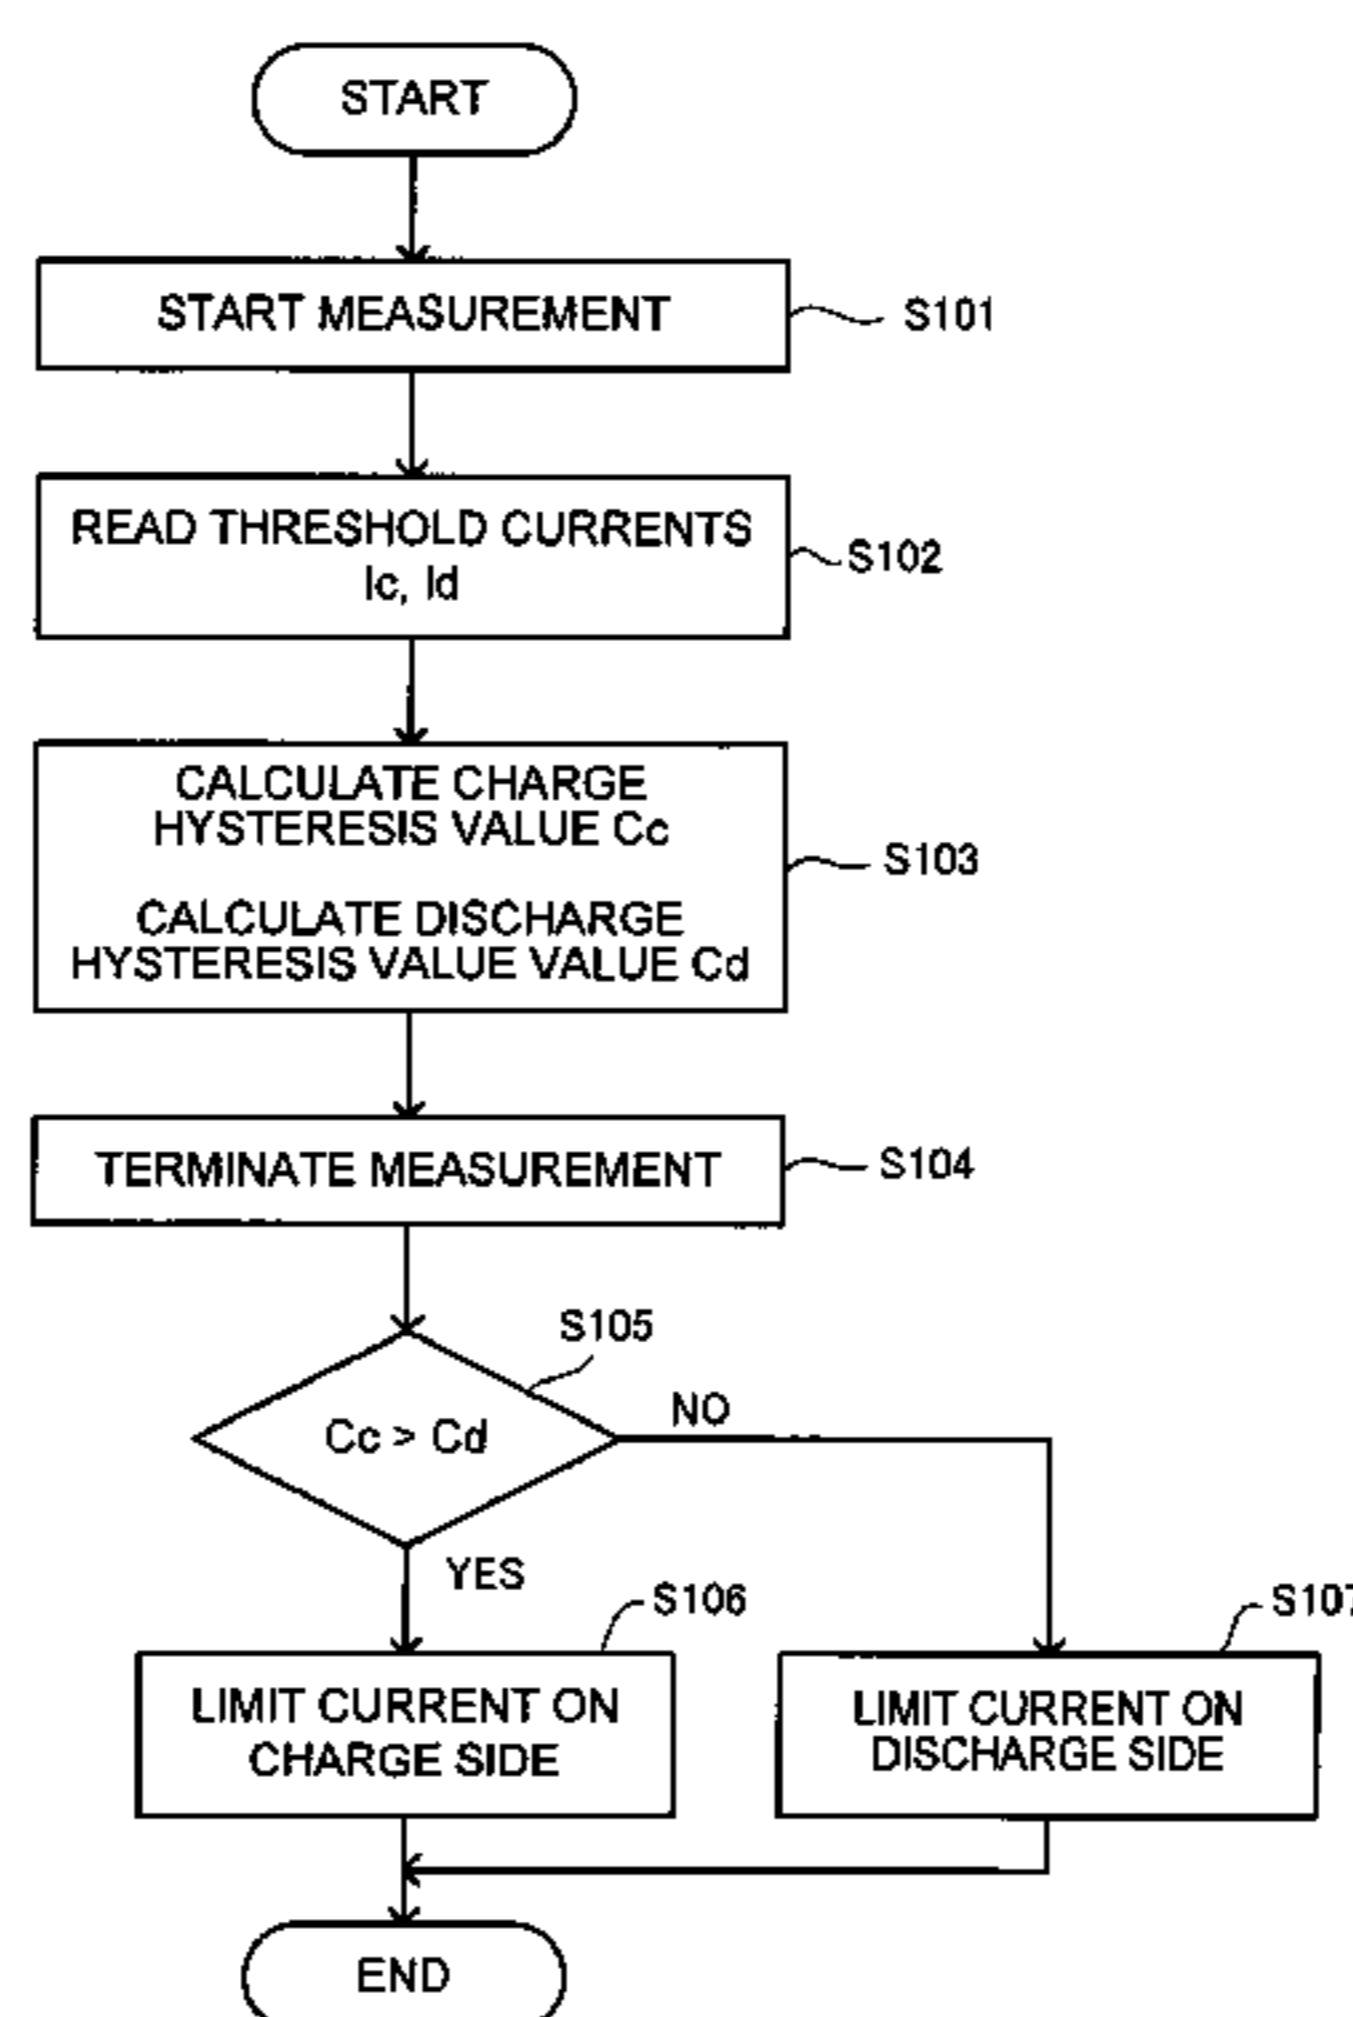 START
START MEASUREMENT
S101
READ THRESHOLD CURRENTS
Ic, Id
S102
CALCULATE CHARGE
HYSTERESIS VALUE Cc
CALCULATE DISCHARGE
HYSTERESIS VALUE VALUE Cd
S103
TERMINATE MEASUREMENT
S104
S105
Cc > Cd
NO
YES
S106
S107
LIMIT CURRENT ON
CHARGE SIDE
LIMIT CURRENT ON
DISCHARGE SIDE
END